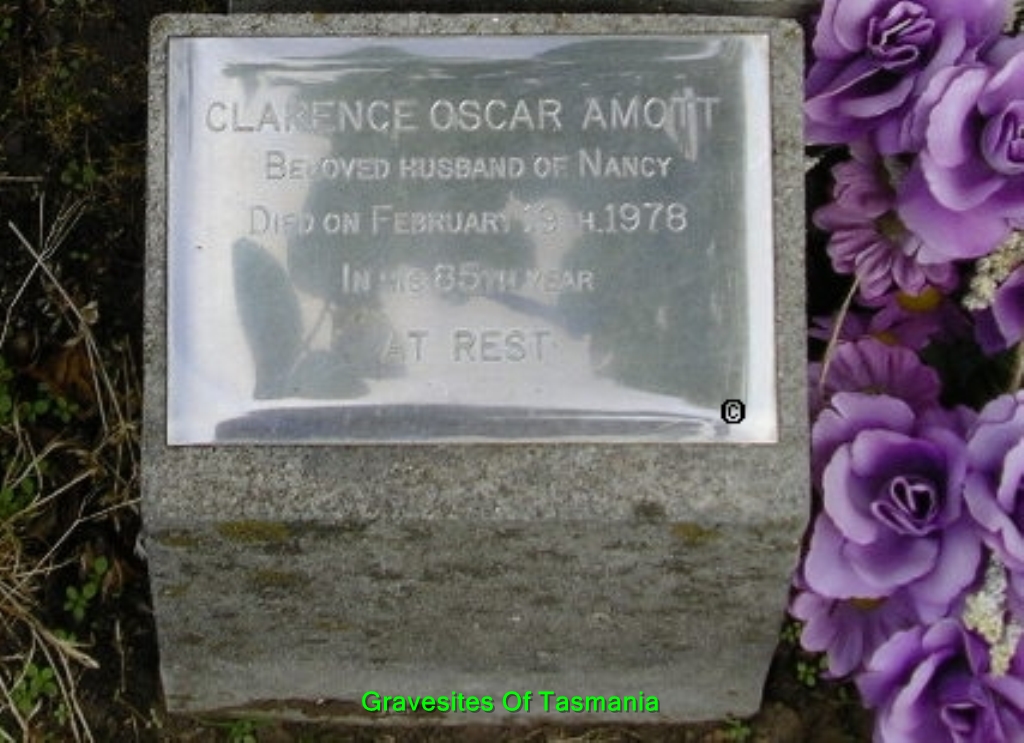 CLARENCE OSCAR AMOTT
BELOVED HUSBAND OF NANCY
DIED ON FEBRUARY 19TH.1978
IN HIS 85TH YEAR
AT REST
©
Gravesites Of Tasmania